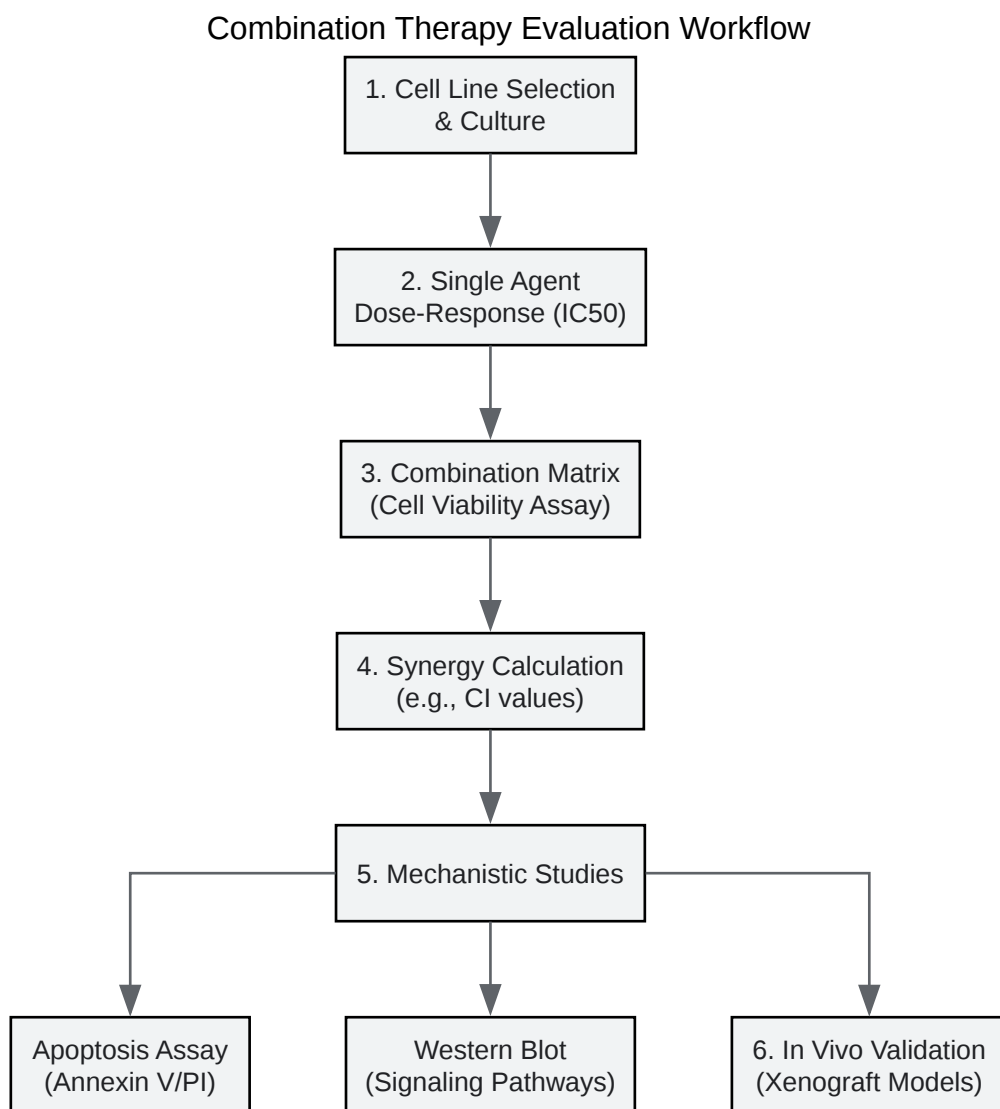 Combination Therapy Evaluation Workflow
1. Cell Line Selection
& Culture
2. Single Agent
Dose-Response (IC50)
3. Combination Matrix
(Cell Viability Assay)
4. Synergy Calculation
(e.g., CI values)
5. Mechanistic Studies
Apoptosis Assay
(Annexin V/PI)
Western Blot
(Signaling Pathways)
6. In Vivo Validation
(Xenograft Models)